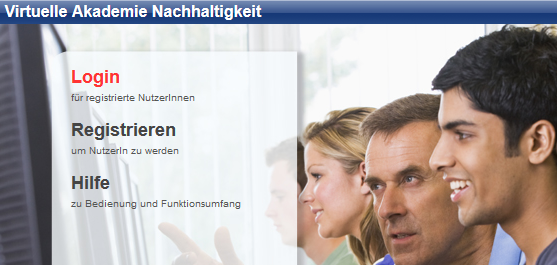 Virtuelle Akademie Nachhaltigkeit
Login
für registrierte NutzerInnen
Registrieren
um NutzerIn zu werden
Hilfe
zu Bedienung und Funktionsumfang